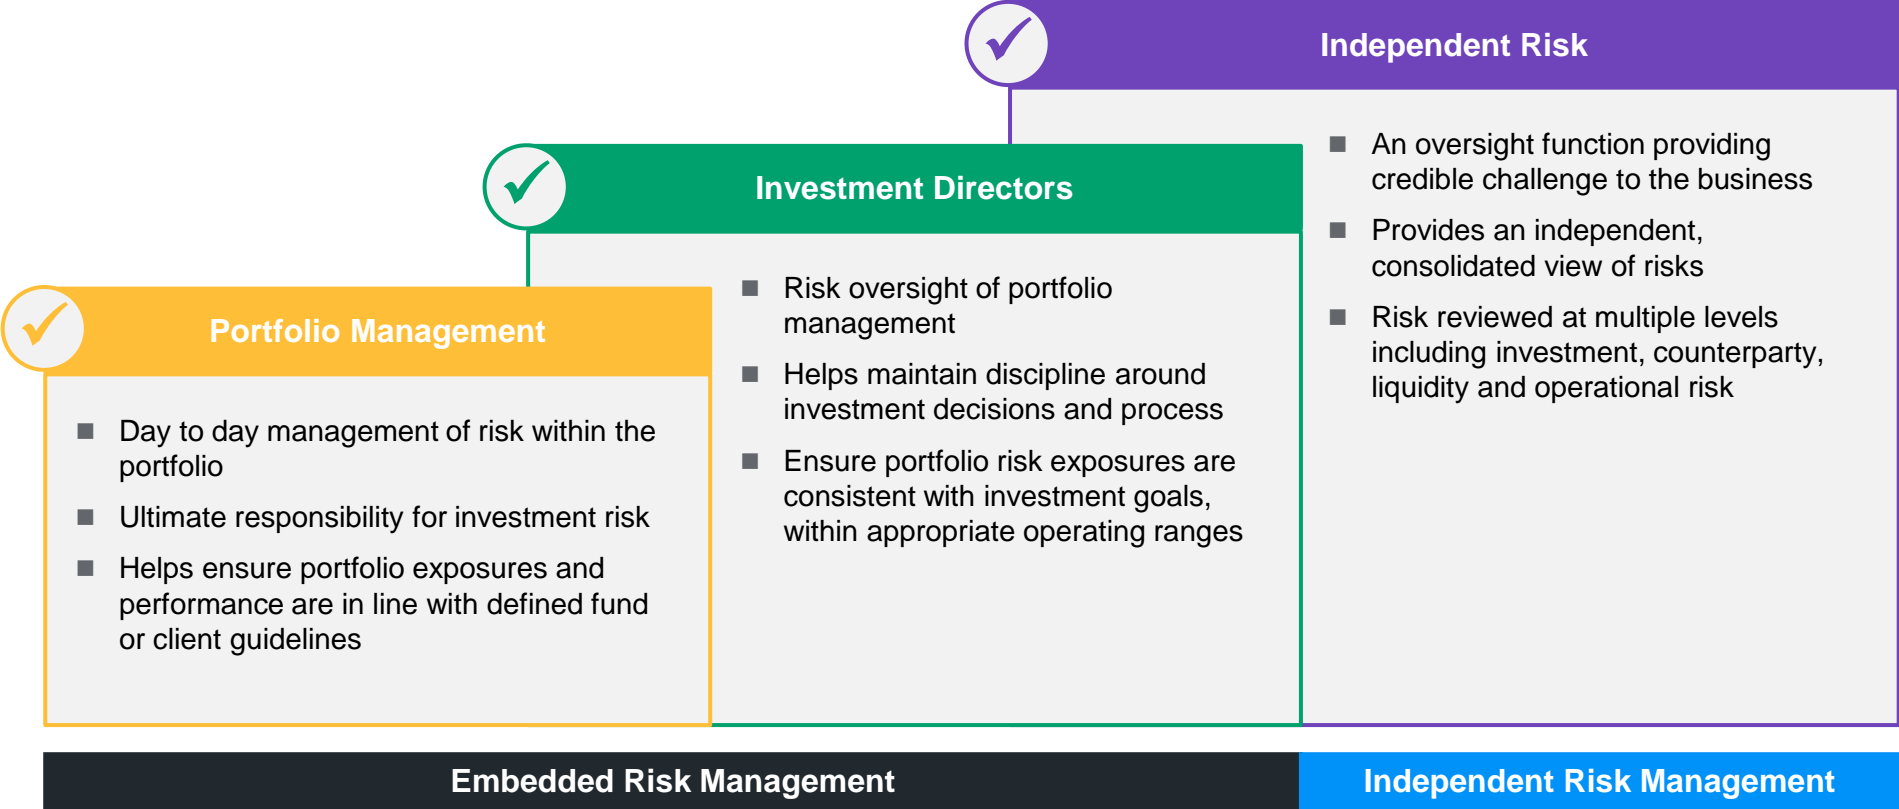 Independent Risk
■ An oversight function providing
credible challenge to the business
■ Provides an independent,
consolidated view of risks
■ Risk reviewed at multiple levels
including investment, counterparty,
liquidity and operational risk
Investment Directors
■ Risk oversight of portfolio
management
■ Helps maintain discipline around
investment decisions and process
■ Ensure portfolio risk exposures are
consistent with investment goals,
within appropriate operating ranges
Portfolio Management
■ Day to day management of risk within the
portfolio
■ Ultimate responsibility for investment risk
■ Helps ensure portfolio exposures and
performance are in line with defined fund
or client guidelines
Embedded Risk Management
Independent Risk Management